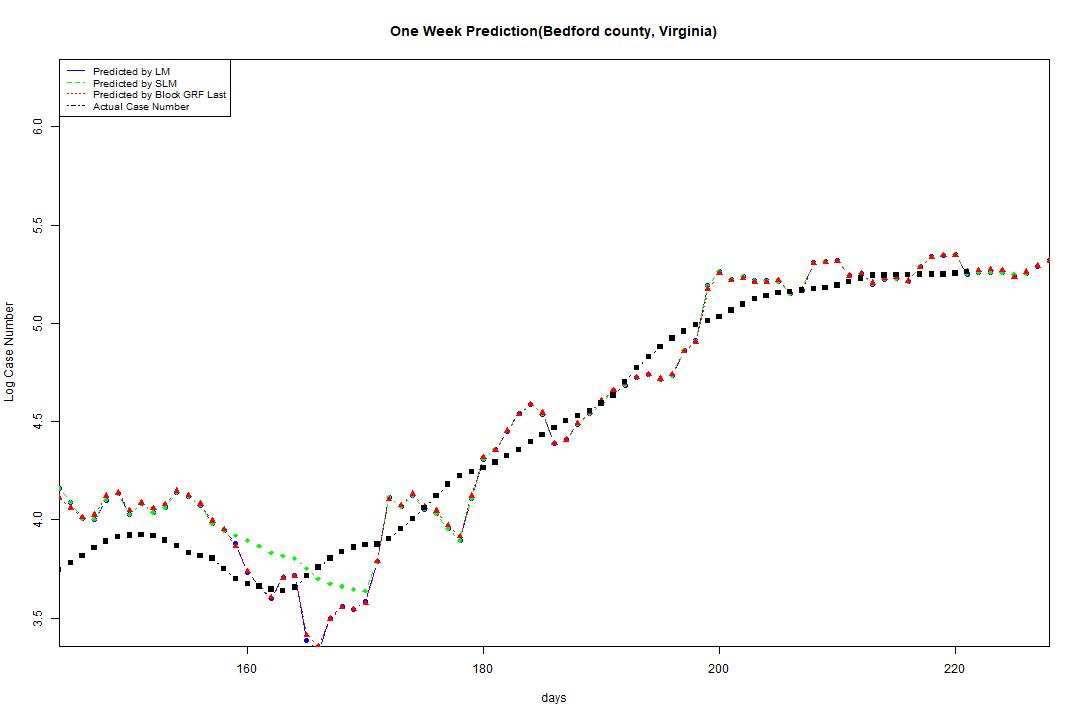 One Week Prediction(Bedford county, Virginia)
Predicted by LM
Predicted by SLM
Predicted by Block GRF Last
Actual Case Number
6.0
5.5
5.0
4.5
4.0
3.5
Log Case Number
160 180 200 220
days